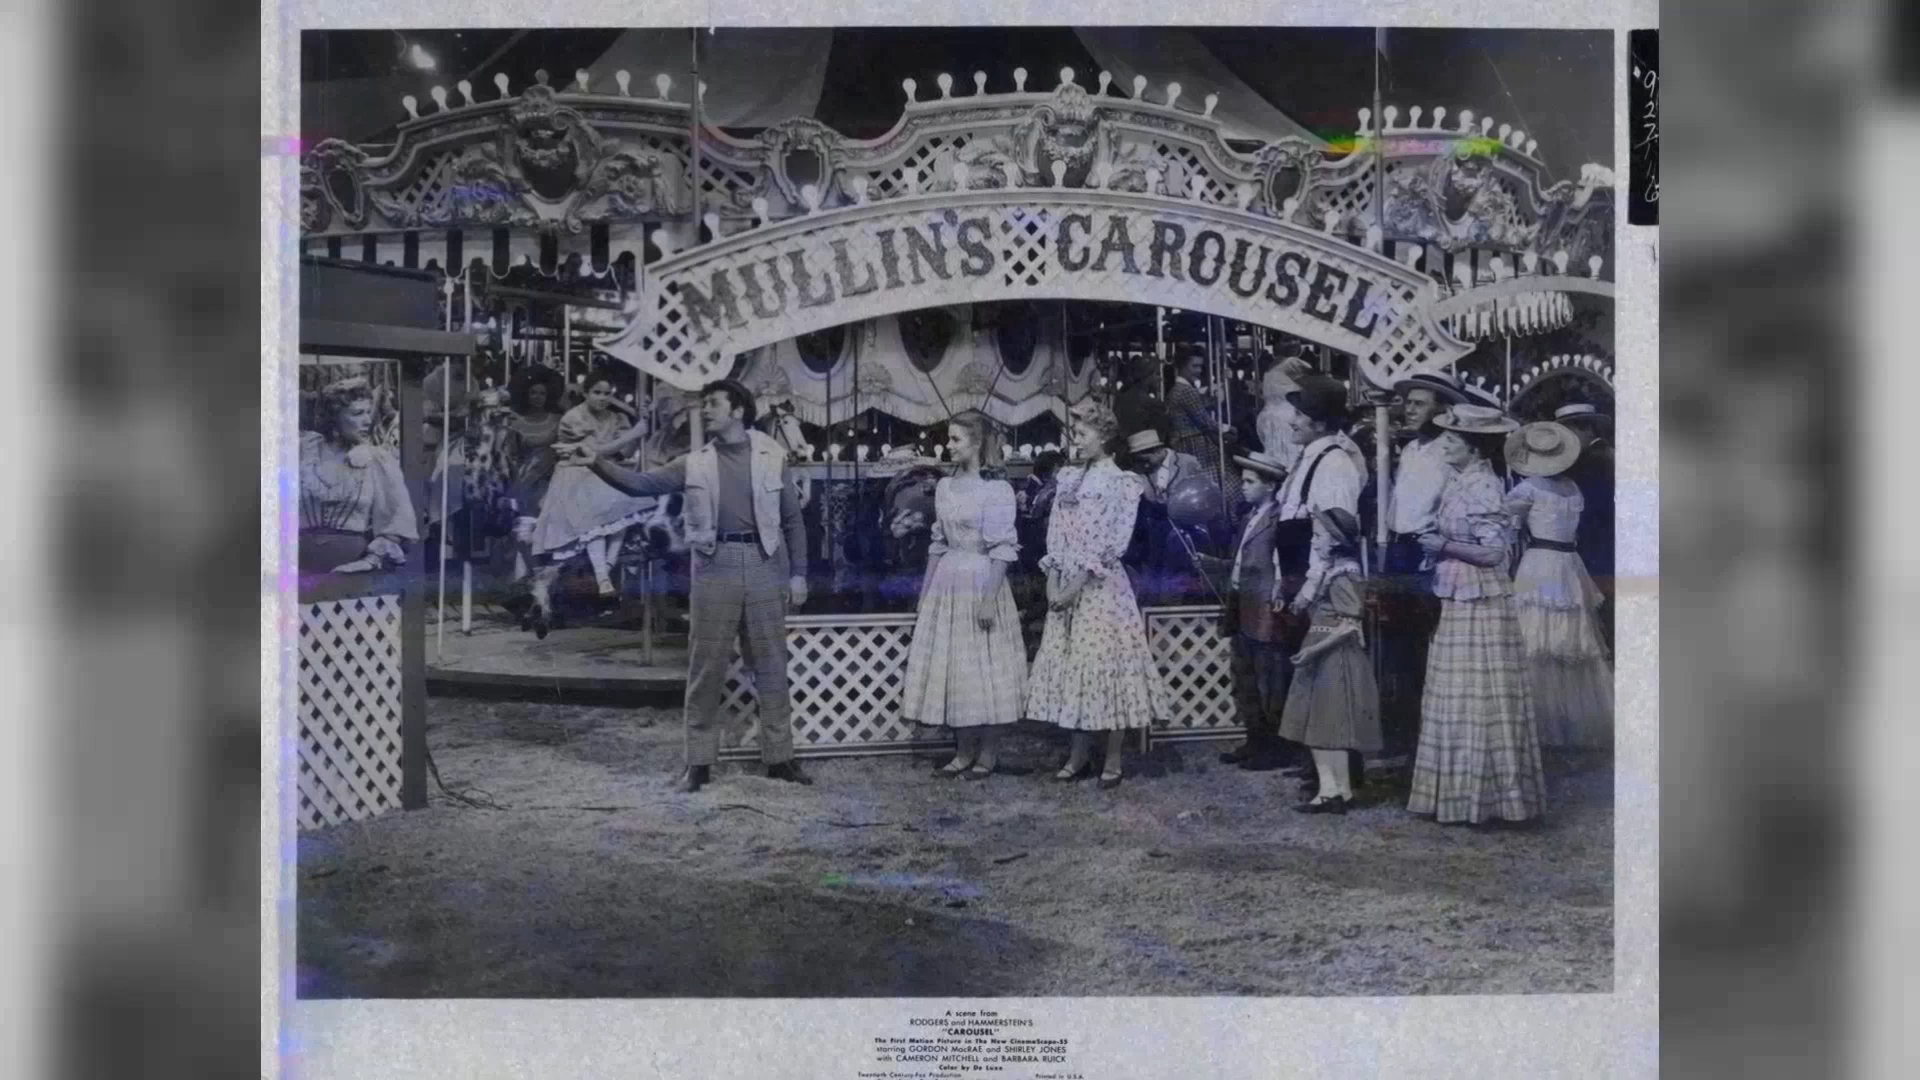 MULLIN'S CAROUSEL
A scene from
RODGERS and HAMMERSTEIN'S
"CAROUSEL"
The First Motion Picture in The New CinemaScope-55
starring GORDON MacRAE and SHIRLEY JONES
with CAMERON MITCHELL and BARBARA RUICK
Color by De Luxe
Twentieth Century-Fox Production
Printed in U.S.A.